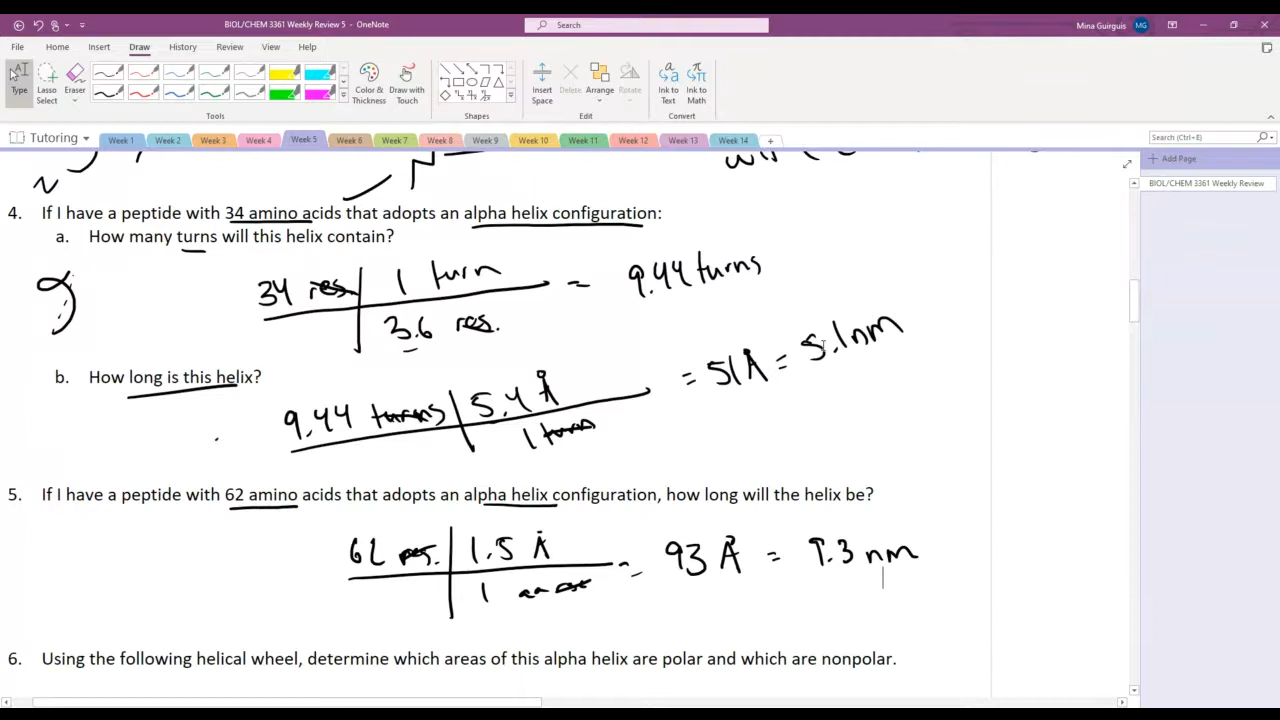 BIOL/CHEM 3361 Weekly Review 5 - OneNote
Search
Mina Guirguis MG
File Home Insert Draw History Review View Help
Type
Lasso Select
Eraser
Color & Thickness
Draw with Touch
Insert Space
Delete
Arrange
Rotate
Ink to Text
Ink to Math
Tools Shapes Edit Convert
Tutoring Week 1 Week 2 Week 3 Week 4 Week 5 Week 6 Week 7 Week 8 Week 9 Week 10 Week 11 Week 12 Week 13 Week 14 +
Search (Ctrl+E)
Add Page
BIOL/CHEM 3361 Weekly Review
N N
4. If I have a peptide with 34 amino acids that adopts an alpha helix configuration:
a. How many turns will this helix contain?
34 res. | 1 turn = 9.44 turns
3.6 res.
b. How long is this helix?
9.44 turns | 5.4 Å = 51 Å = 5.1 nm
1 turn
5. If I have a peptide with 62 amino acids that adopts an alpha helix configuration, how long will the helix be?
62 res. | 1.5 Å = 93 Å = 9.3 nm
1
6. Using the following helical wheel, determine which areas of this alpha helix are polar and which are nonpolar.